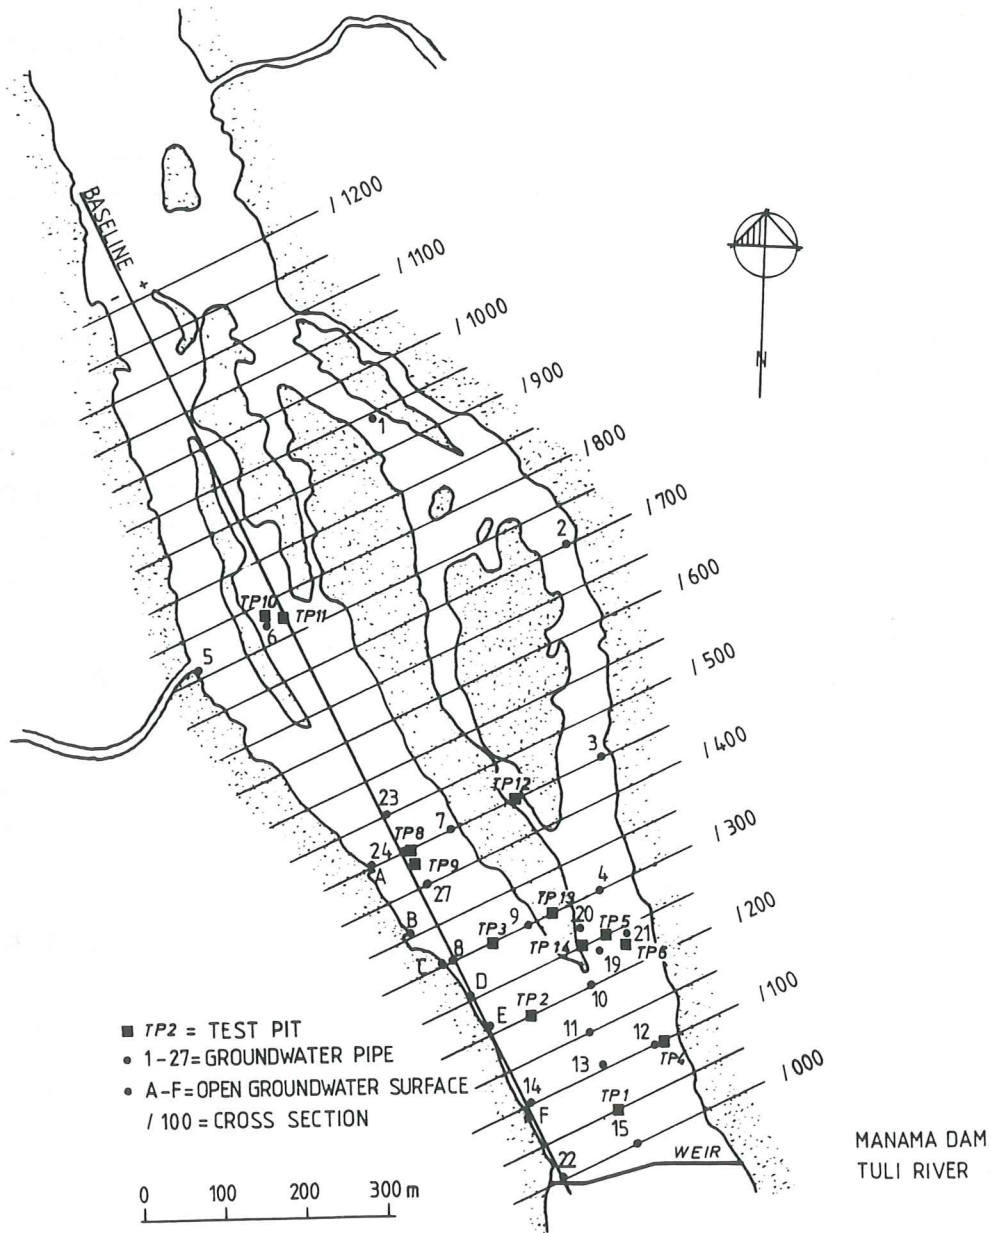 / 1200
BASELINE
- +
/ 1100
/ 1000
N
/ 900
1
/ 800
2
/ 700
/ 600
TP10
TP11
6
5
/ 500
3
/ 400
TP12
23
7
TP8
24
A
TP9
27
/ 300
4
TP13
9
20
TP5
21
/ 200
B
TP3
TP14
TP6
8
C
19
D
10
TP2
E
11
/ 100
12
TP4
13
14
F
TP1
15
/ 000
WEIR
22
■ TP2 = TEST PIT
• 1-27= GROUNDWATER PIPE
• A-F= OPEN GROUNDWATER SURFACE
/ 100 = CROSS SECTION
0 100 200 300 m
MANAMA DAM
TULI RIVER